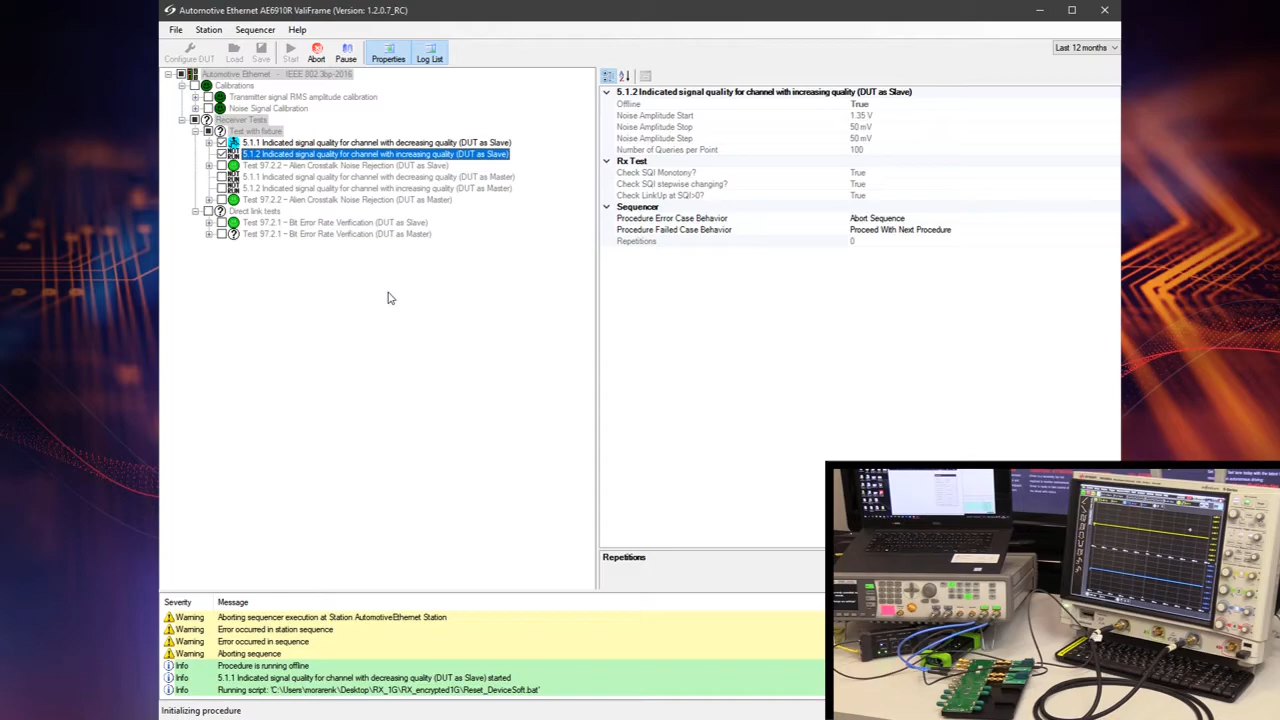 Automotive Ethernet AE6910R ValiFrame (Version: 1.2.0.7_RC)
File Station Sequencer Help
Configure DUT Load Save Start Abort Pause Properties Log List
Last 12 months
Automotive Ethernet - IEEE 802.3bp-2016
Calibrations
Transmitter signal RMS amplitude calibration
Noise Signal Calibration
Receiver Tests
Test with fixture
5.1.1 Indicated signal quality for channel with decreasing quality (DUT as Slave)
NOT RUN 5.1.2 Indicated signal quality for channel with increasing quality (DUT as Slave)
Test 97.2.2 – Alien Crosstalk Noise Rejection (DUT as Slave)
NOT RUN 5.1.1 Indicated signal quality for channel with decreasing quality (DUT as Master)
NOT RUN 5.1.2 Indicated signal quality for channel with increasing quality (DUT as Master)
Test 97.2.2 – Alien Crosstalk Noise Rejection (DUT as Master)
Direct link tests
Test 97.2.1 – Bit Error Rate Verification (DUT as Slave)
Test 97.2.1 – Bit Error Rate Verification (DUT as Master)
5.1.2 Indicated signal quality for channel with increasing quality (DUT as Slave)
Offline True
Noise Amplitude Start 1.35 V
Noise Amplitude Stop 50 mV
Noise Amplitude Step 50 mV
Number of Queries per Point 100
Rx Test
Check SQI Monotony? True
Check SQI stepwise changing? True
Check LinkUp at SQI>0? True
Sequencer
Procedure Error Case Behavior Abort Sequence
Procedure Failed Case Behavior Proceed With Next Procedure
Repetitions 0
Repetitions
Severity Message
Warning Aborting sequencer execution at Station AutomotiveEthernet Station
Warning Error occurred in station sequence
Warning Error occurred in sequence
Warning Aborting sequence
Info Procedure is running offline
Info 5.1.1 Indicated signal quality for channel with decreasing quality (DUT as Slave) started
Info Running script: 'C:\Users\morarenk\Desktop\RX_1G\RX_encrypted1G\Reset_DeviceSoft.bat'
Initializing procedure